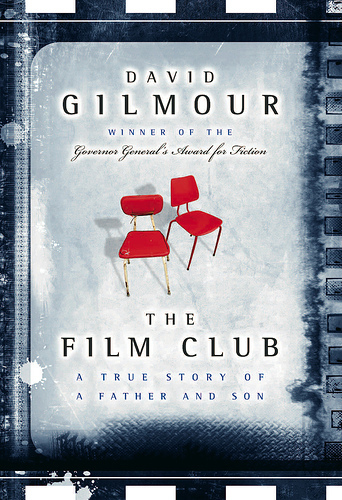 DAVID
GILMOUR
WINNER OF THE
Governor General's Award for Fiction
THE
FILM CLUB
A TRUE STORY OF
A FATHER AND SON